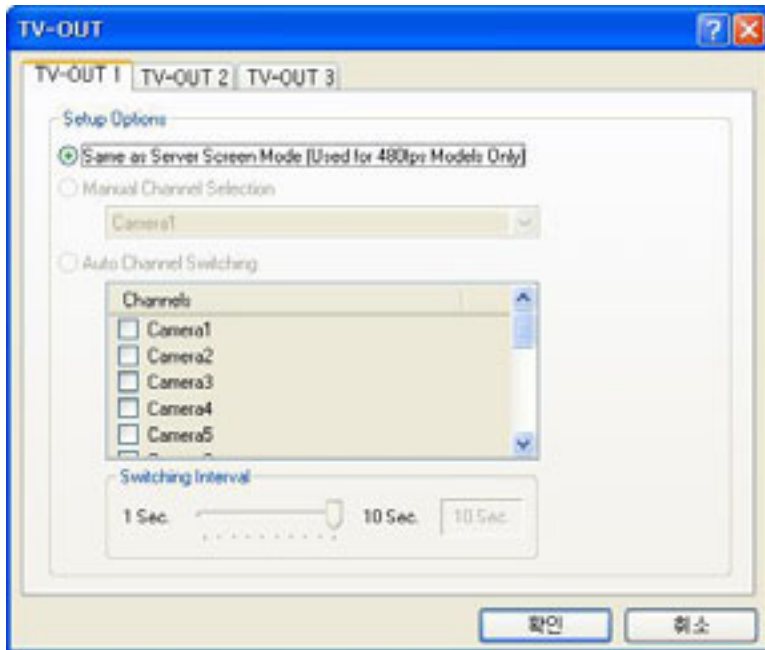 TV-OUT
TV-OUT 1 TV-OUT 2 TV-OUT 3
Setup Options
Same as Server Screen Mode [Used for 480fps Models Only]
Manual Channel Selection
Camera1
Auto Channel Switching
Channels
Camera1
Camera2
Camera3
Camera4
Camera5
Switching Interval
1 Sec. 10 Sec. 10 Sec.
확인 취소